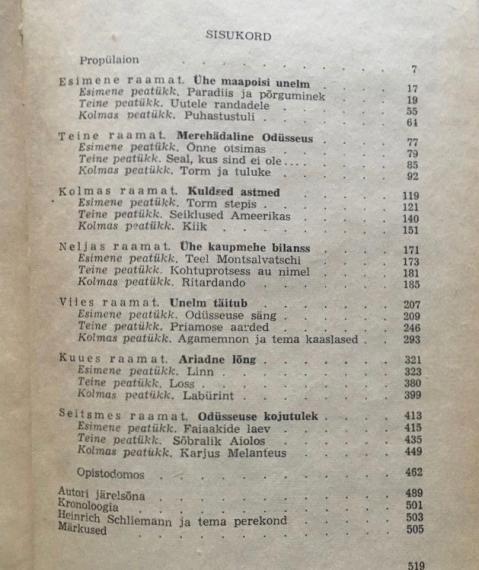 SISUKORD
Propülaion . . . . . . . 7
Esimene raamat. Ühe maapoisi unelm . . . . 17
Esimene peatükk. Paradiis ja põrguminek . . . . 19
Teine peatükk. Uutele randadele . . . . 55
Kolmas peatükk. Puhastustuli . . . . 61
Teine raamat. Merehädaline Odüsseus . . . . 77
Esimene peatükk. Õnne otsimas . . . . 79
Teine peatükk. Seal, kus sind ei ole .... . . . . 85
Kolmas peatükk. Torm ja tuluke . . . . 92
Kolmas raamat. Kuldsed astmed . . . . 119
Esimene peatükk. Torm stepis . . . . 121
Teine peatükk. Seiklused Ameerikas . . . . 140
Kolmas peatükk. Kiik . . . . 151
Neljas raamat. Ühe kaupmehe bilanss . . . . 171
Esimene peatükk. Teel Montsalvatschi . . . . 173
Teine peatükk. Kohtuprotsess au nimel . . . . 181
Kolmas peatükk. Ritardando . . . . 185
Viies raamat. Unelm täitub . . . . 207
Esimene peatükk. Odüsseuse säng . . . . 209
Teine peatükk. Priamose aarded . . . . 246
Kolmas peatükk. Agamemnon ja tema kaaslased . . 293
Kuues raamat. Ariadne lõng . . . . 321
Esimene peatükk. Linn . . . . 323
Teine peatükk. Loss . . . . 380
Kolmas peatükk. Labürint . . . . 399
Seitsmes raamat. Odüsseuse kojutulek . . . . 413
Esimene peatükk. Faiaakide laev . . . . 415
Teine peatükk. Sõbralik Aiolos . . . . 435
Kolmas peatükk. Karjus Melanteus . . . . 449
Opistodomos . . . . 462
Autori järelsõna . . . . 489
Kronoloogia . . . . 501
Heinrich Schliemann ja tema perekond . . . . 503
Märkused . . . . 505
519